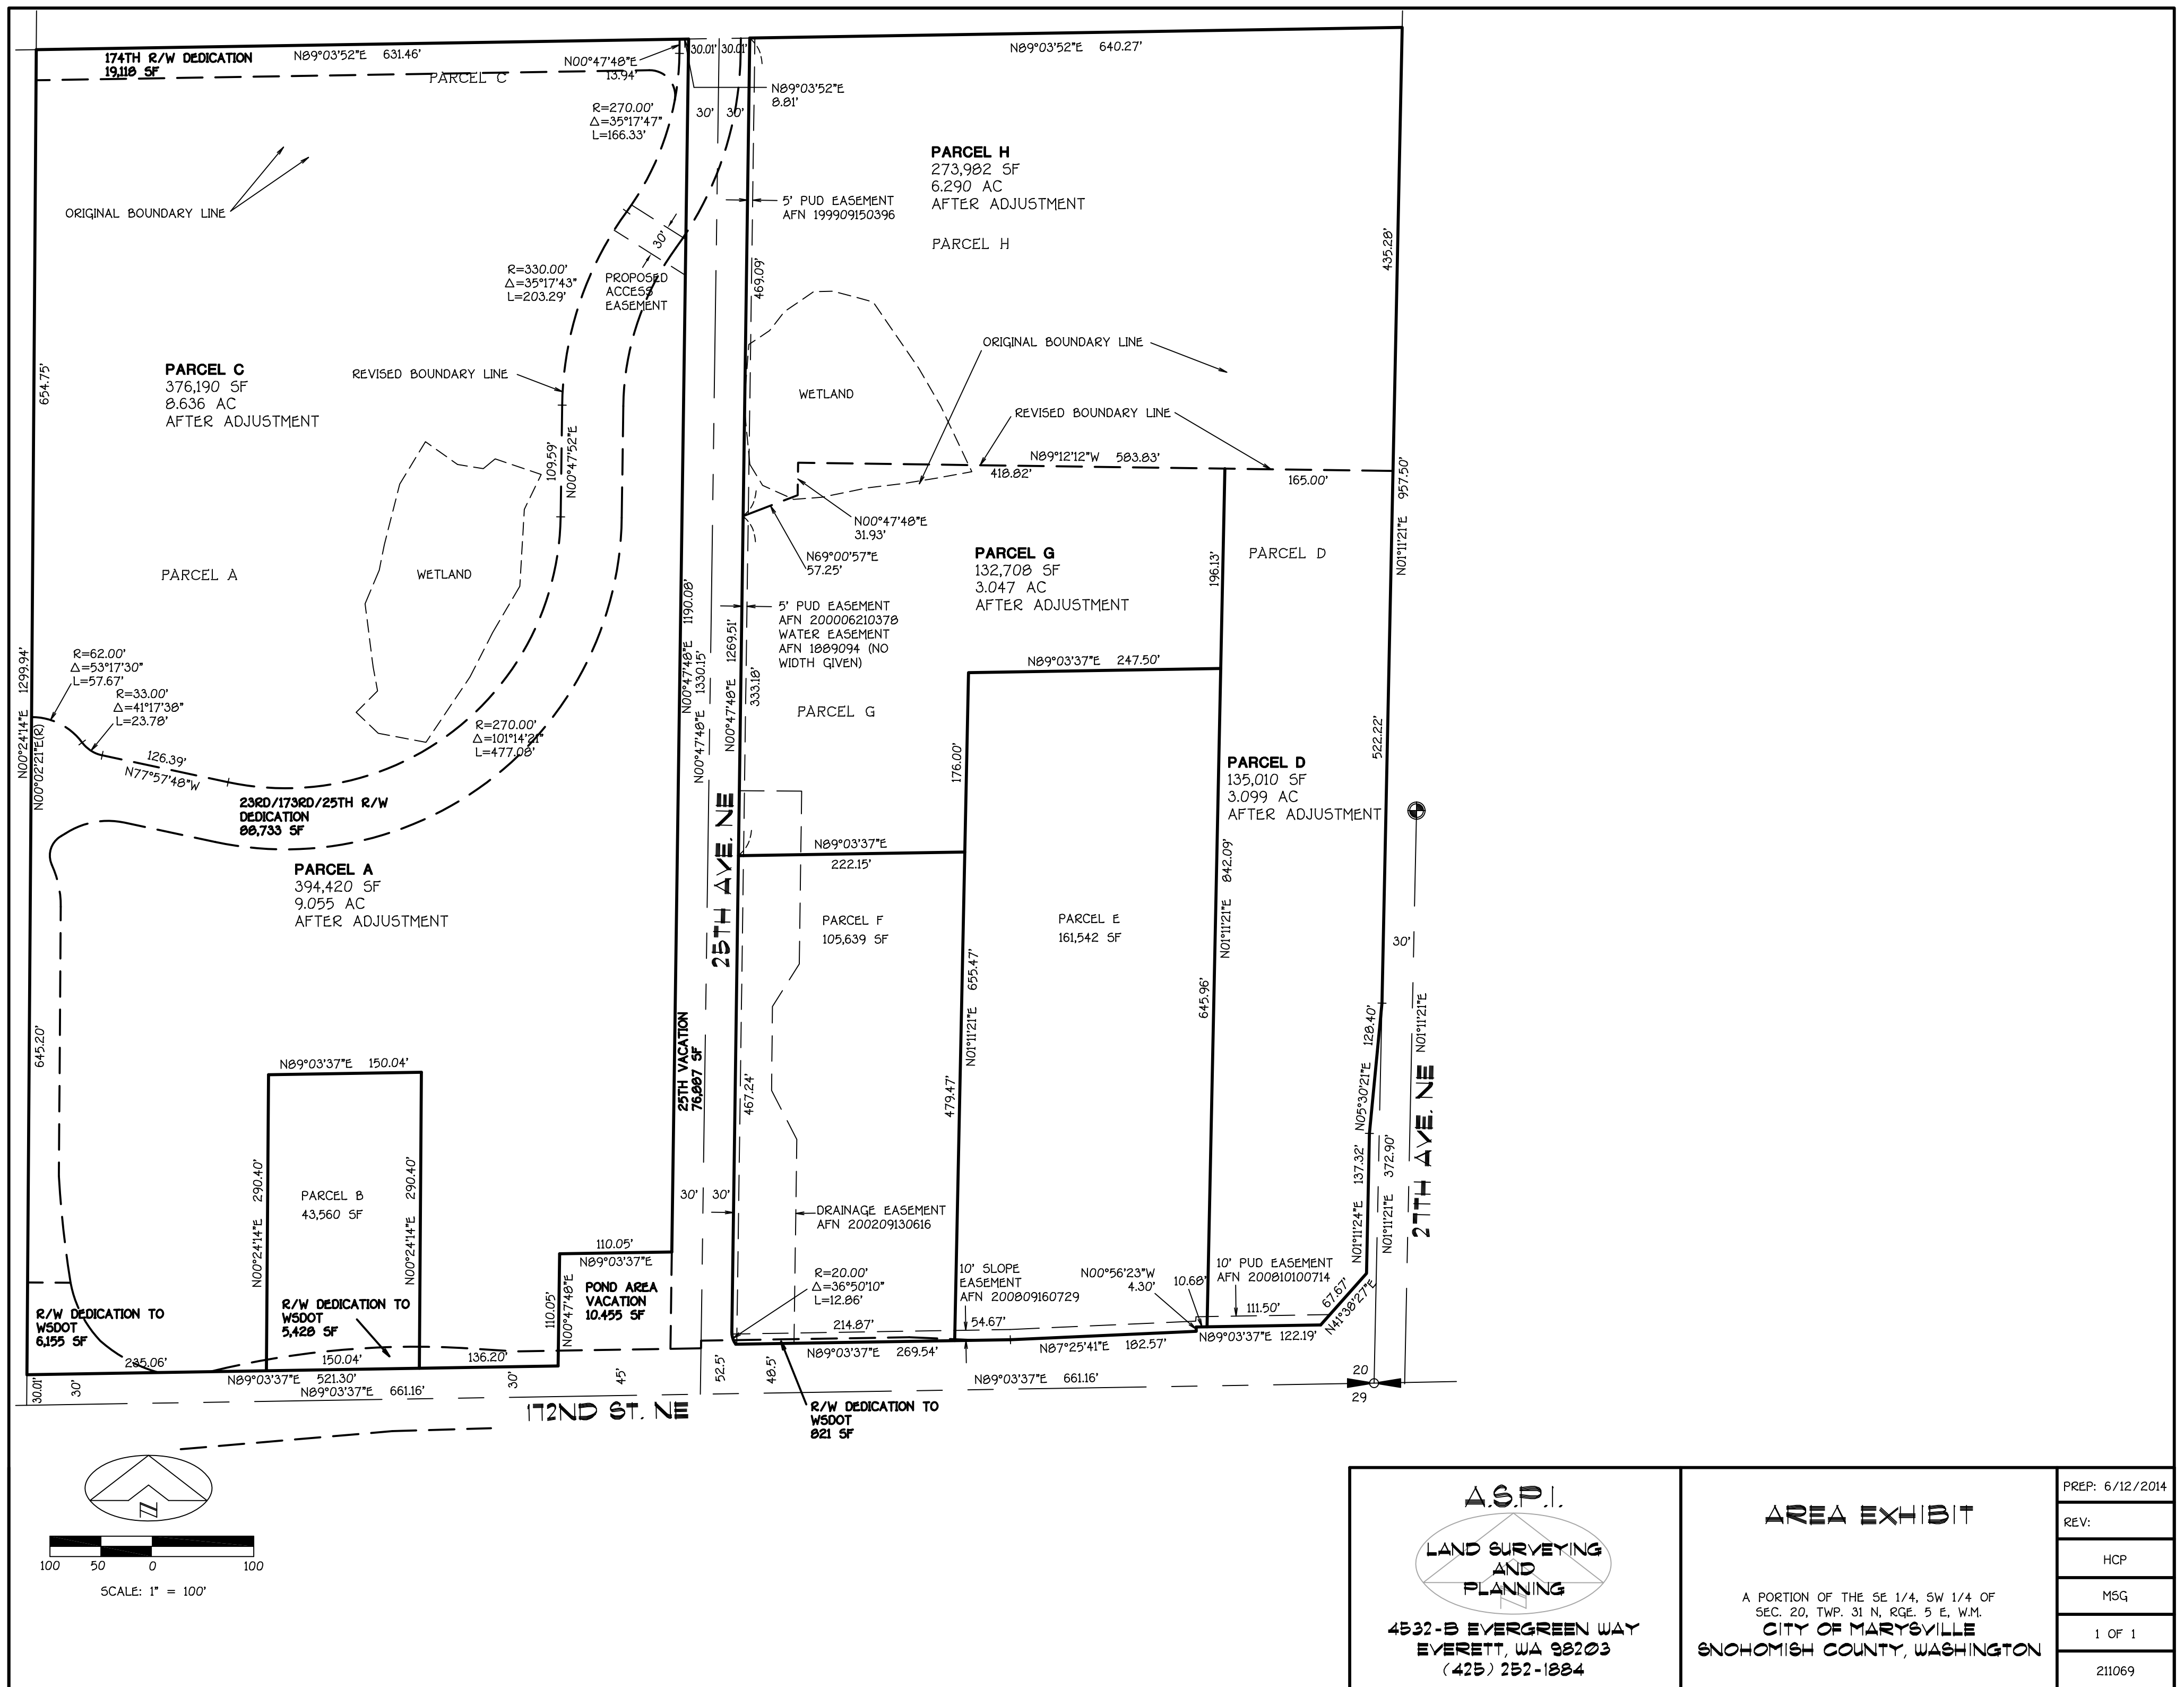 174TH R/W DEDICATION
19,118 SF
N89°03'52"E 631.46'
PARCEL C
N00°47'48"E
13.94'
30.01' 30.01'
N89°03'52"E
8.81'
30' 30'
N89°03'52"E 640.27'
R=270.00'
Δ=35°17'47"
L=166.33'
ORIGINAL BOUNDARY LINE
PARCEL H
273,982 SF
6.290 AC
AFTER ADJUSTMENT
PARCEL H
5' PUD EASEMENT
AFN 199909150396
30'
PROPOSED
ACCESS
EASEMENT
R=330.00'
Δ=35°17'43"
L=203.29'
469.09'
435.28'
654.75'
PARCEL C
376,190 SF
8.636 AC
AFTER ADJUSTMENT
REVISED BOUNDARY LINE
ORIGINAL BOUNDARY LINE
WETLAND
REVISED BOUNDARY LINE
109.59'
N00°47'52"E
N89°12'12"W 583.83'
418.82'
165.00'
N01°11'21"E 957.50'
N00°47'48"E
31.93'
N69°00'57"E
57.25'
PARCEL A
WETLAND
PARCEL G
132,708 SF
3.047 AC
AFTER ADJUSTMENT
196.13'
PARCEL D
5' PUD EASEMENT
AFN 200006210378
WATER EASEMENT
AFN 1889094 (NO
WIDTH GIVEN)
N00°47'48"E 1190.08'
N00°47'48"E 1330.15'
N00°47'48"E 1269.51'
333.18'
N89°03'37"E 247.50'
PARCEL G
R=62.00'
Δ=53°17'30"
L=57.67'
R=33.00'
Δ=41°17'38"
L=23.78'
N00°24'14"E 1299.94'
N00°02'21"E(R)
126.39'
N77°57'48"W
R=270.00'
Δ=101°14'21"
L=477.08'
176.00'
522.22'
PARCEL D
135,010 SF
3.099 AC
AFTER ADJUSTMENT
23RD/173RD/25TH R/W
DEDICATION
88,733 SF
25TH AVE. NE
N89°03'37"E
222.15'
N01°11'21"E 842.09'
PARCEL A
394,420 SF
9.055 AC
AFTER ADJUSTMENT
PARCEL F
105,639 SF
PARCEL E
161,542 SF
30'
N01°11'21"E 655.47'
645.96'
645.20'
N89°03'37"E 150.04'
25TH VACATION
76,887 SF
467.24'
479.47'
N05°30'21"E 128.40'
N01°11'21"E
27TH AVE. NE
N00°24'14"E 290.40'
N00°24'14"E 290.40'
PARCEL B
43,560 SF
30' 30'
DRAINAGE EASEMENT
AFN 200209130616
N01°11'24"E 137.32'
N01°11'21"E 372.90'
110.05'
N89°03'37"E
110.05'
N00°47'48"E
POND AREA
VACATION
10.455 SF
R=20.00'
Δ=36°50'10"
L=12.86'
10' SLOPE
EASEMENT
AFN 200809160729
N00°56'23"W
4.30'
10.68'
10' PUD EASEMENT
AFN 200810100714
111.50'
67.67'
N41°38'27"E
R/W DEDICATION TO
WSDOT
6,155 SF
R/W DEDICATION TO
WSDOT
5,428 SF
214.87'
54.67'
N89°03'37"E 269.54'
N87°25'41"E 182.57'
N89°03'37"E 122.19'
235.06'
150.04'
136.20'
N89°03'37"E 521.30'
N89°03'37"E 661.16'
30.01'
30'
30'
45'
52.5'
48.5'
N89°03'37"E 661.16'
20
29
172ND ST. NE
R/W DEDICATION TO
WSDOT
821 SF
N
100 50 0 100
SCALE: 1" = 100'
A.S.P.I.
LAND SURVEYING
AND
PLANNING
N
4532-B EVERGREEN WAY
EVERETT, WA 98203
(425) 252-1884
AREA EXHIBIT
A PORTION OF THE SE 1/4, SW 1/4 OF
SEC. 20, TWP. 31 N, RGE. 5 E, W.M.
CITY OF MARYSVILLE
SNOHOMISH COUNTY, WASHINGTON
PREP: 6/12/2014
REV:
HCP
MSG
1 OF 1
211069